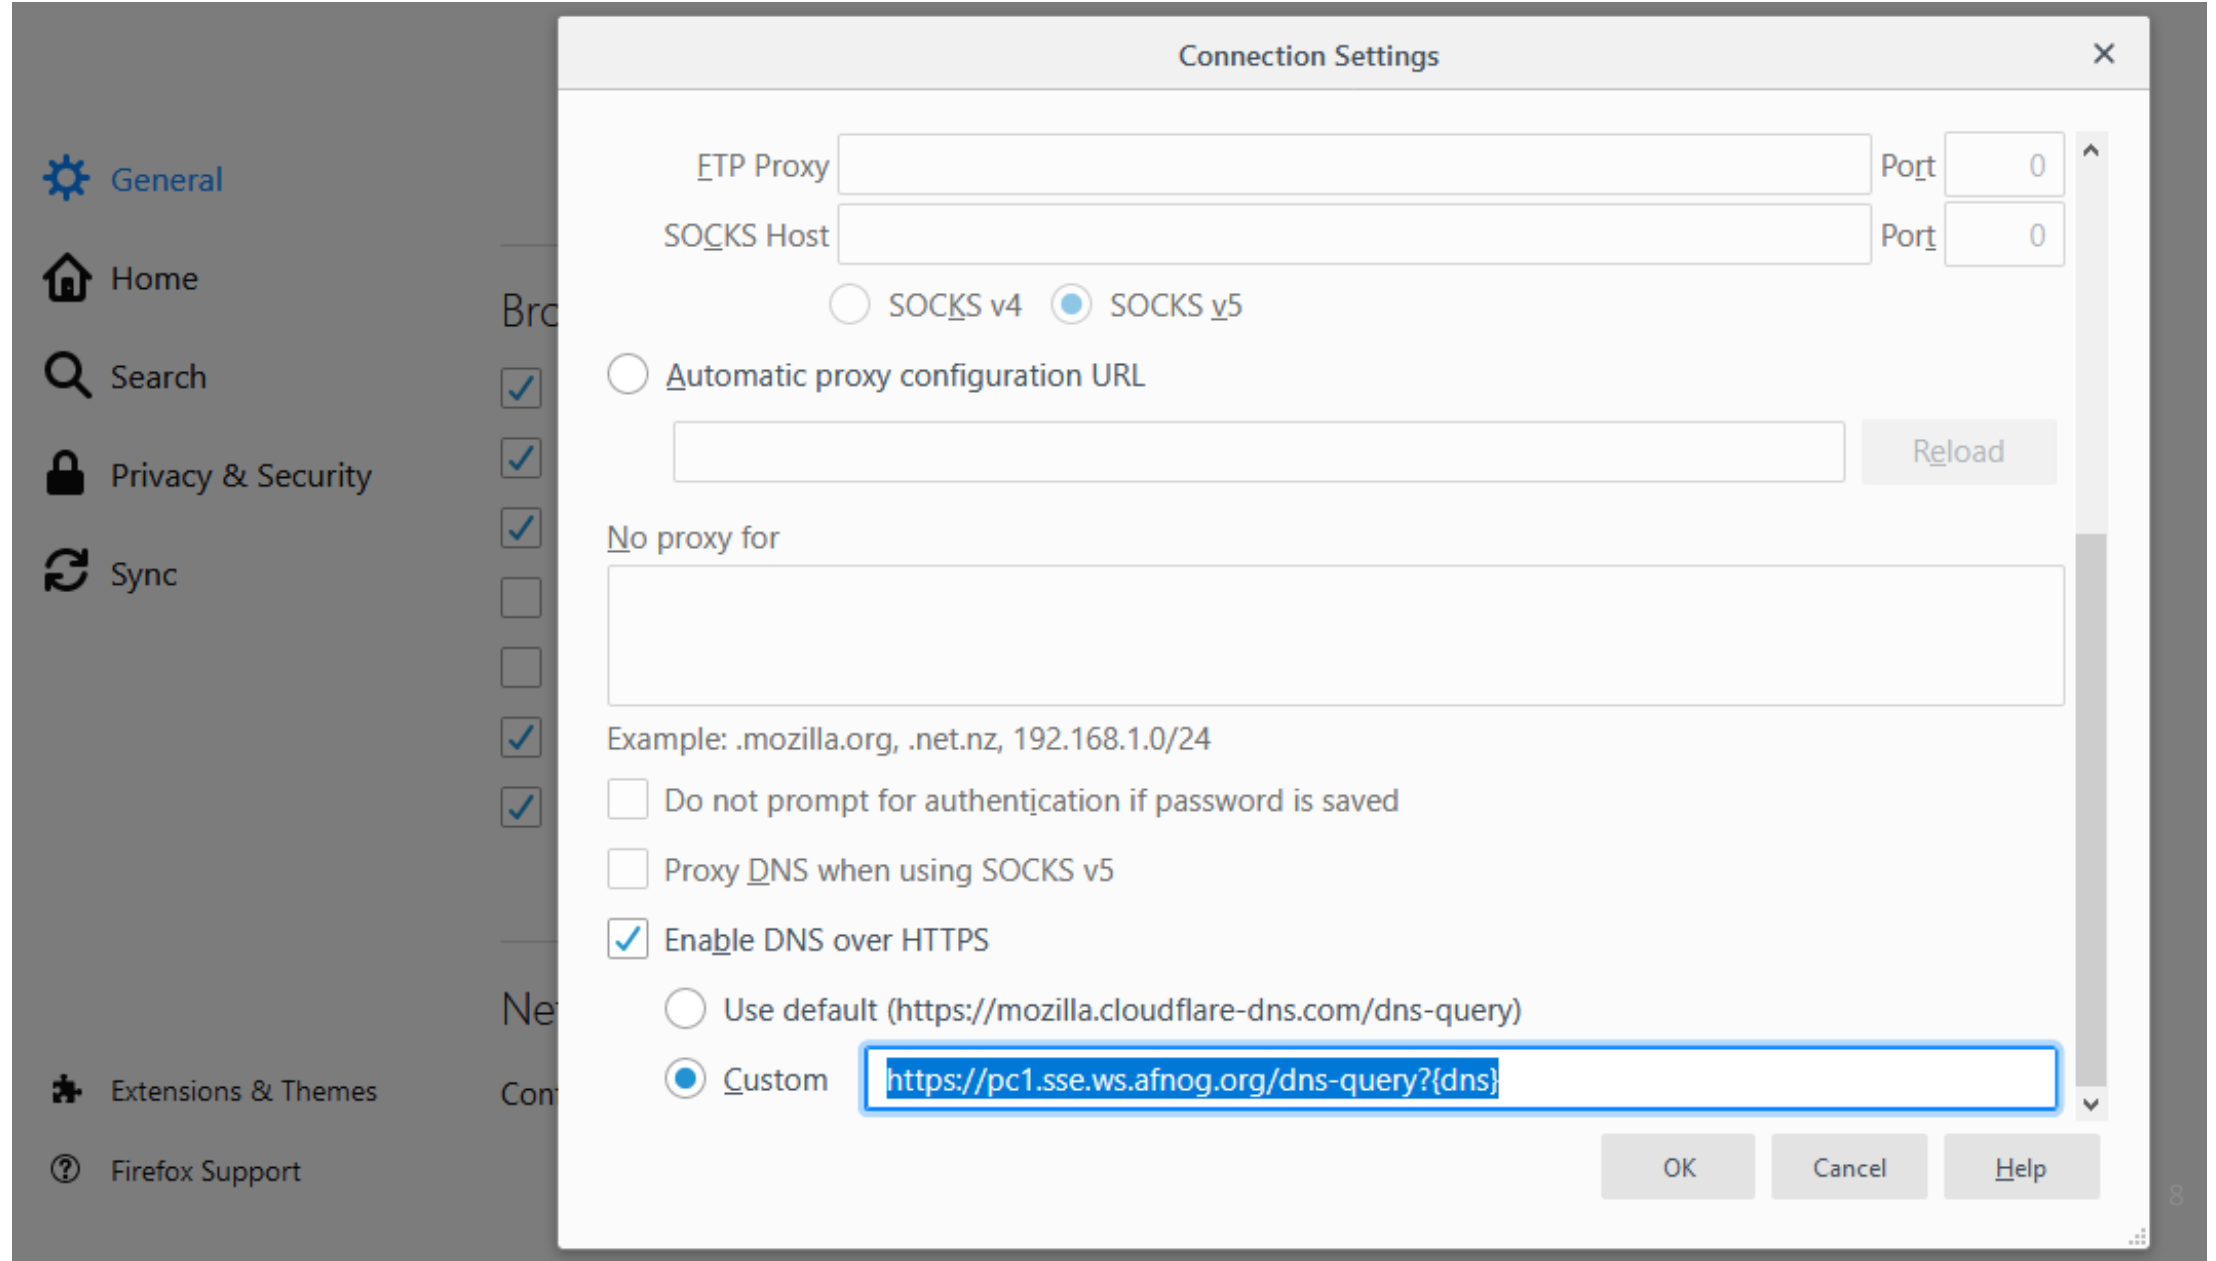 Connection Settings
FTP Proxy Port 0
SOCKS Host Port 0
SOCKS v4 SOCKS v5
Automatic proxy configuration URL
Reload
No proxy for
Example: .mozilla.org, .net.nz, 192.168.1.0/24
Do not prompt for authentication if password is saved
Proxy DNS when using SOCKS v5
Enable DNS over HTTPS
Use default (https://mozilla.cloudflare-dns.com/dns-query)
Custom https://pc1.sse.ws.afnog.org/dns-query?{dns}
OK Cancel Help
General
Home
Search
Privacy & Security
Sync
Extensions & Themes
Firefox Support
8